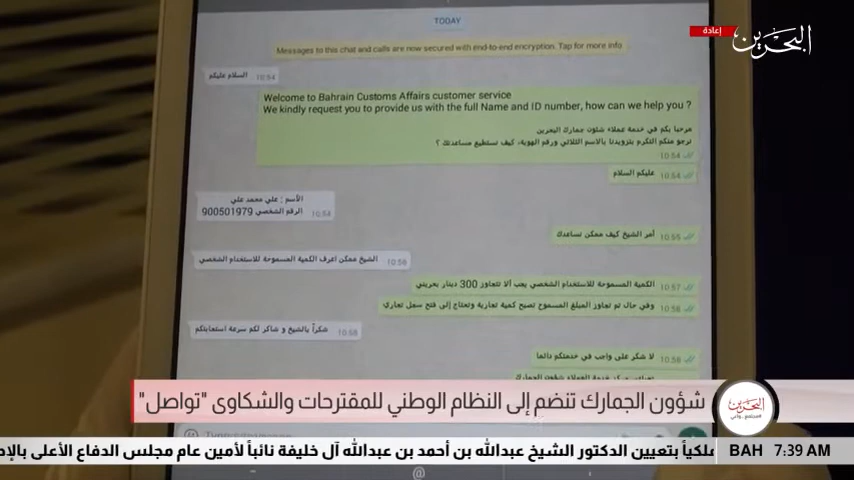 إعادة
البحرين
TODAY
Messages to this chat and calls are now secured with end-to-end encryption. Tap for more info
السلام عليكم 10:54
Welcome to Bahrain Customs Affairs customer service
We kindly request you to provide us with the full Name and ID number, how can we help you ?
مرحبا بكم في خدمة عملاء شئون جمارك البحرين
نرجو منكم التكرم بتزويدنا بالاسم الثلاثي ورقم الهوية، كيف نستطيع مساعدتك ؟
10:54
عليكم السلام 10:54
الأسم : علي محمد علي
الرقم الشخصي 900501979 10:54
أمر الشيخ كيف ممكن نساعدك 10:55
الشيخ ممكن اعرف الكمية المسموحة للاستخدام الشخصي 10:56
الكمية المسموحة للاستخدام الشخصي يجب ألا تتجاوز 300 دينار بحريني 10:57
وفي حال تم تجاوز المبلغ المسموح تصبح كمية تجارية وتحتاج إلى فتح سجل تجاري 10:58
شكراً يالشيخ و شاكر لكم سرعة استجابتكم 10:58
لا شكر على واجب في خدمتكم دائما 10:58
شؤون الجمارك تنضم إلى النظام الوطني للمقترحات والشكاوى "تواصل"
البحرين
ملكياً بتعيين الدكتور الشيخ عبدالله بن أحمد بن عبدالله آل خليفة نائباً لأمين عام مجلس الدفاع الأعلى بالإد
BAH 7:39 AM
@